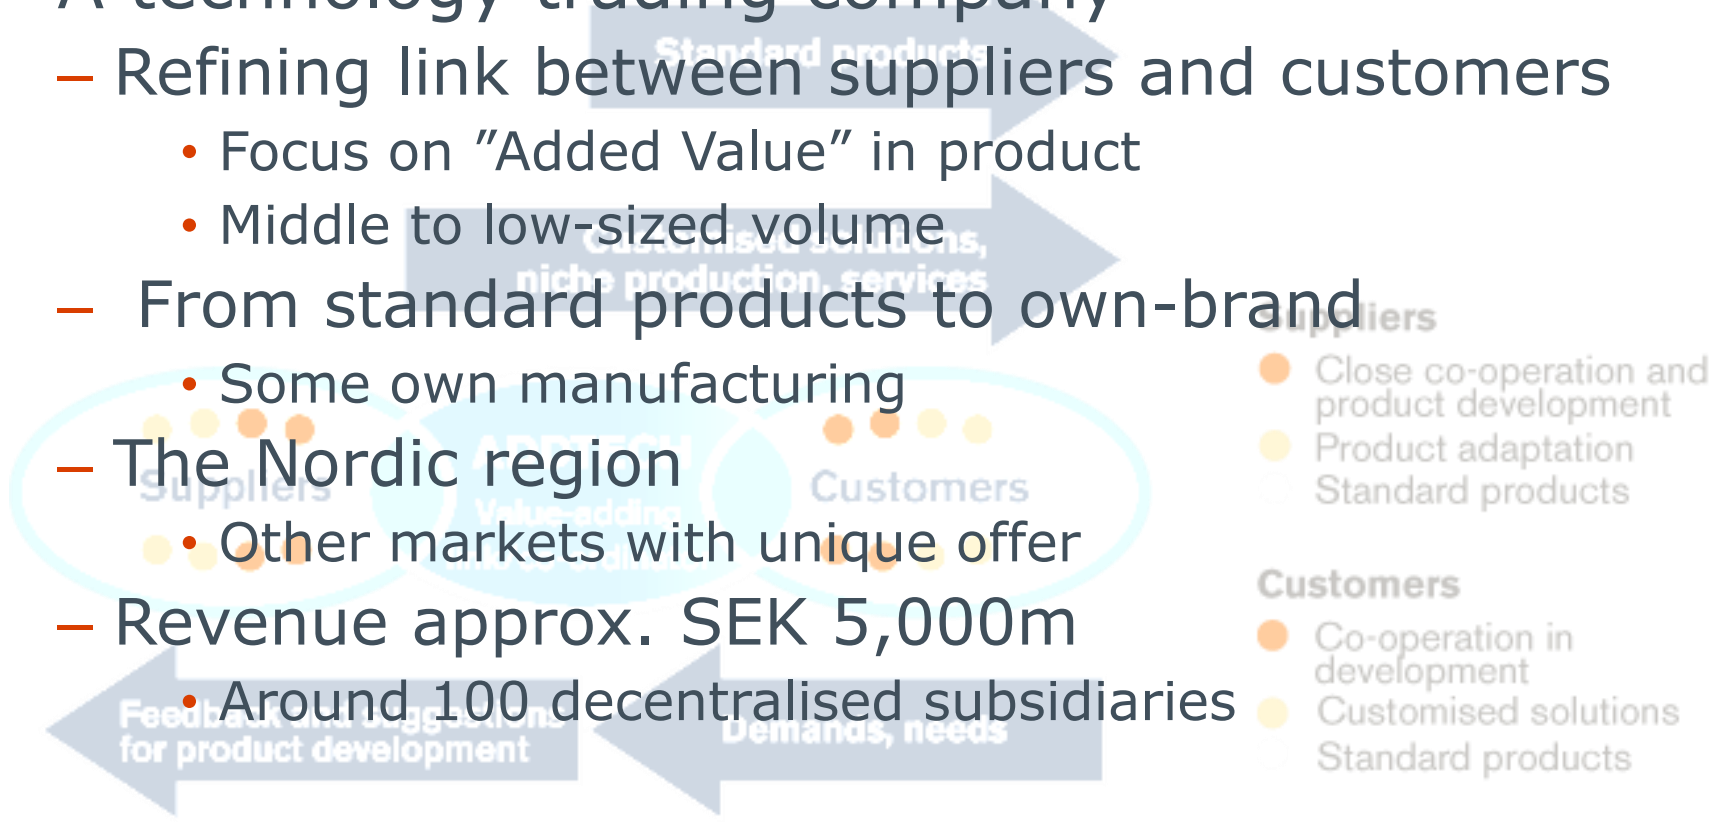 A technology trading company
– Refining link between suppliers and customers
• Focus on ”Added Value” in product
• Middle to low-sized volume
– From standard products to own-brand
• Some own manufacturing
– The Nordic region
• Other markets with unique offer
– Revenue approx. SEK 5,000m
• Around 100 decentralised subsidiaries
Standard products
Customised solutions,
niche production, services
Suppliers
ADDTECH
Value-adding
Customers
Feedback and suggestions
for product development
Demands, needs
Suppliers
Close co-operation and
product development
Product adaptation
Standard products
Customers
Co-operation in
development
Customised solutions
Standard products